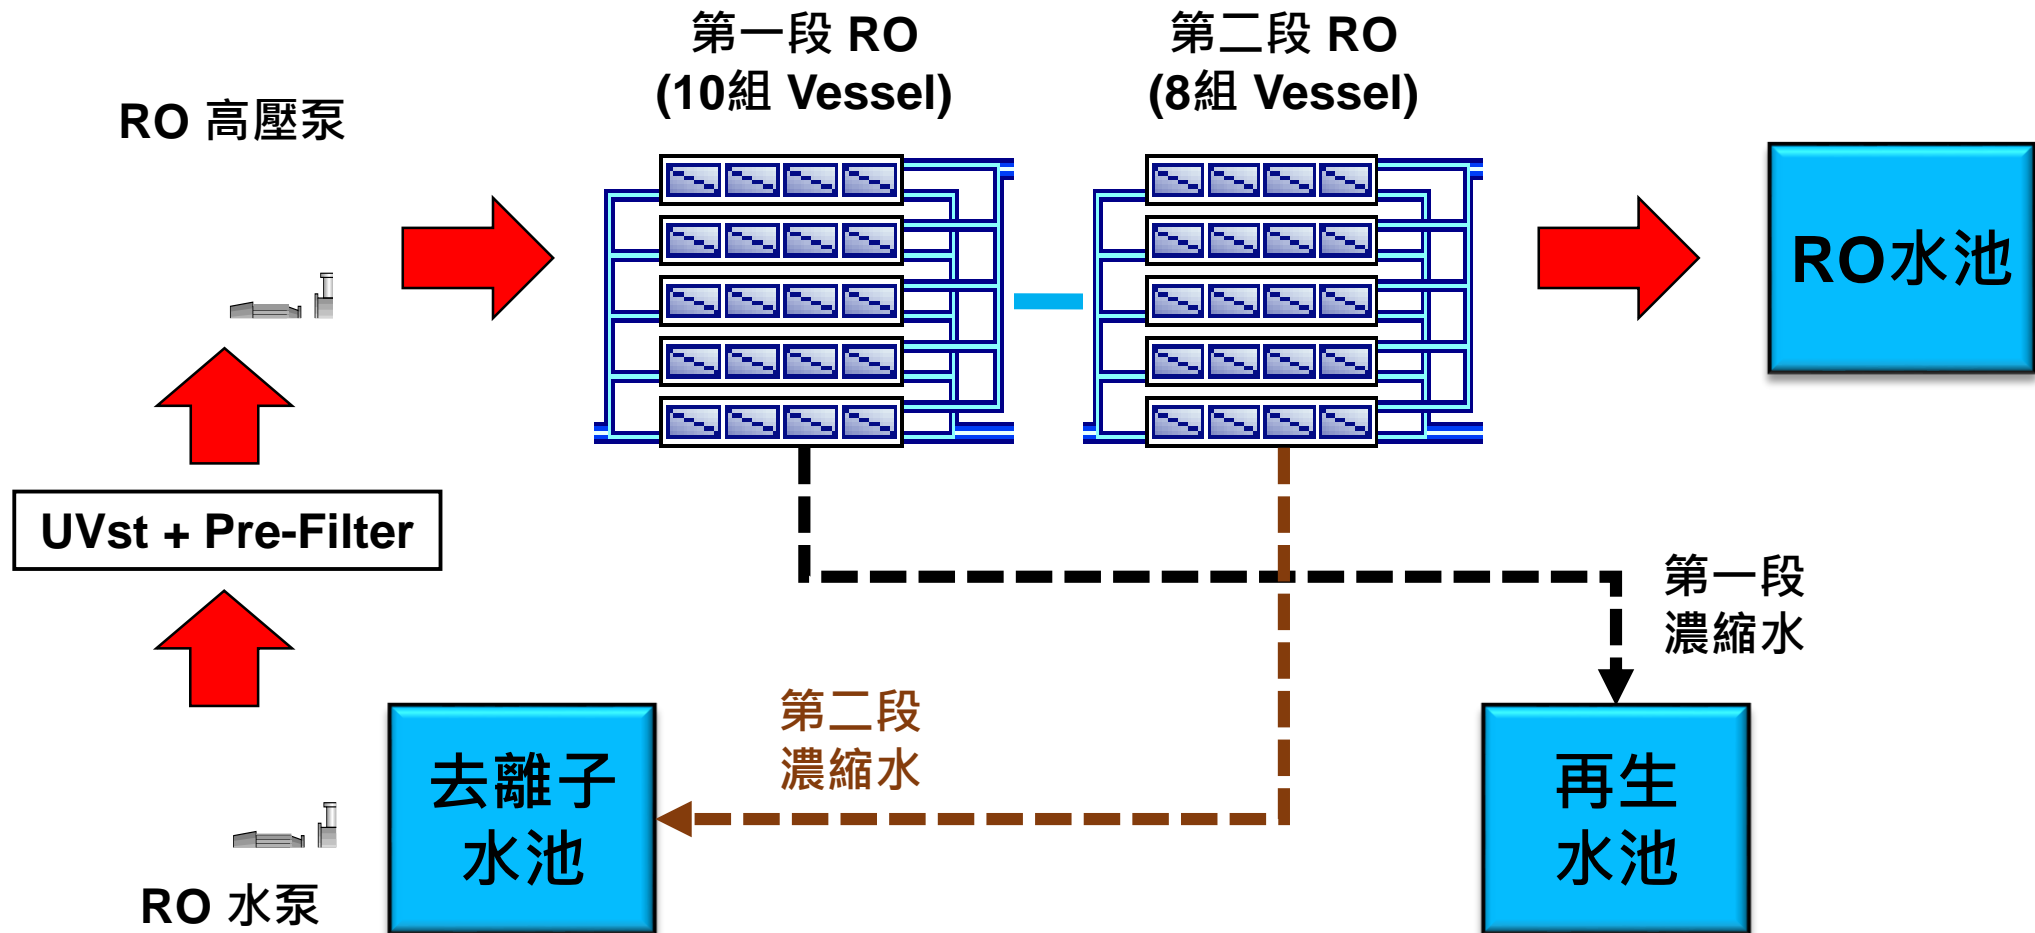 第一段 RO
(10組 Vessel)
第二段 RO
(8組 Vessel)
RO 高壓泵
RO水池
UVst + Pre-Filter
第一段
濃縮水
第二段
濃縮水
去離子
水池
再生
水池
RO 水泵